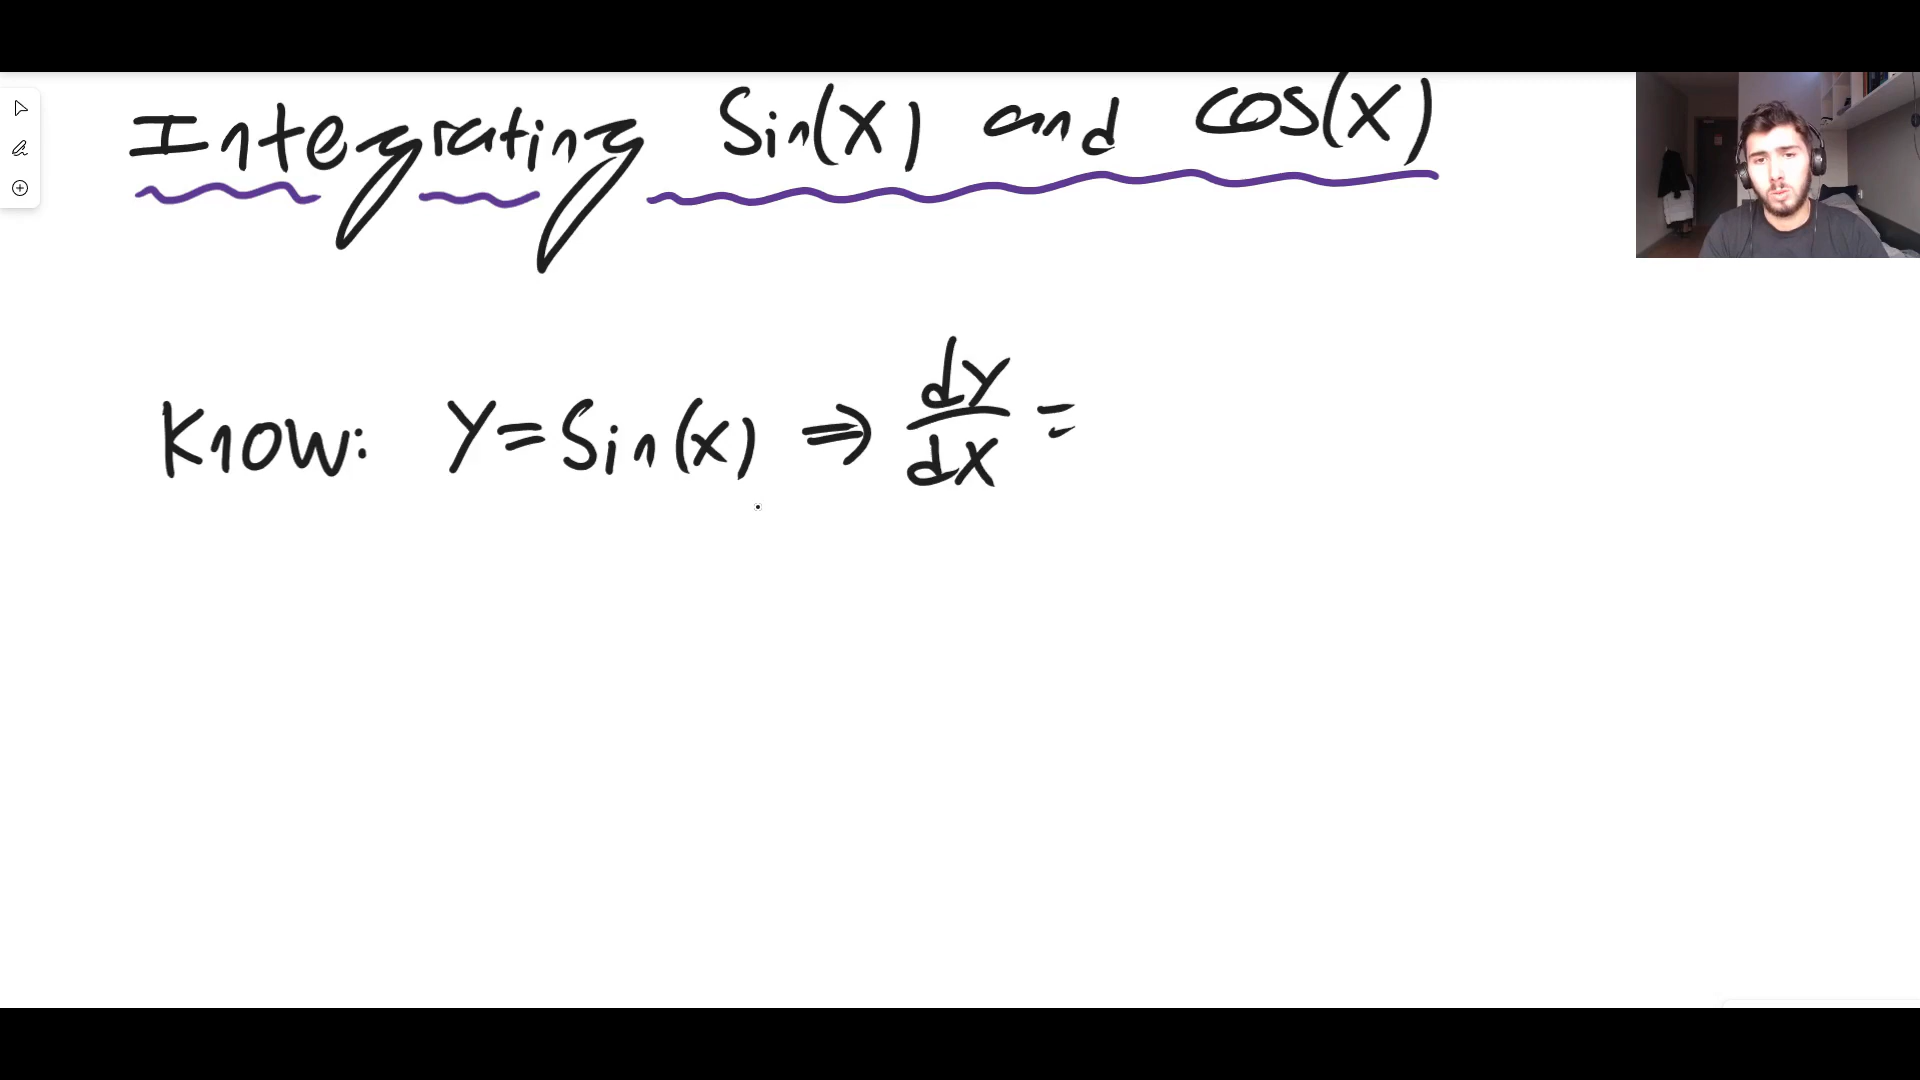 Integrating Sin(x) and cos(x)
Know: y = Sin(x) ⇒ dy/dx =